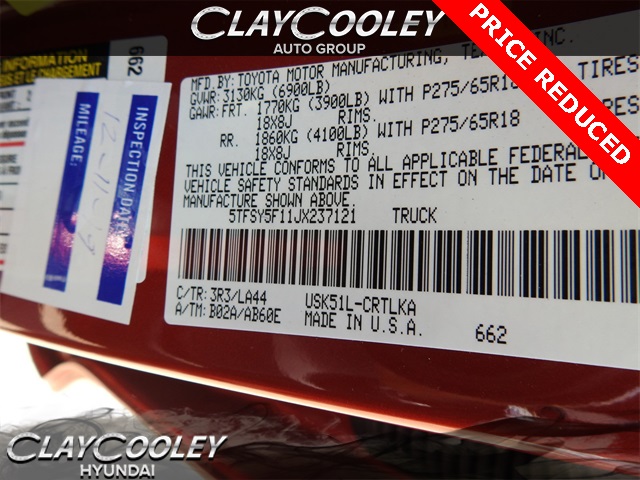 CLAYCOOLEY
AUTO GROUP
PRICE REDUCED
INFORMATION
662
INSPECTION DATE
MILEAGE:
MFD. BY: TOYOTA MOTOR MANUFACTURING, INC.
GVWR: 3130KG (6900LB)
GAWR: FRT. 1770KG (3900LB) WITH P275/65R18 TIRES
18X8J RIMS.
RR. 1860KG (4100LB) WITH P275/65R18
18X8J RIMS.
THIS VEHICLE CONFORMS TO ALL APPLICABLE FEDERAL
VEHICLE SAFETY STANDARDS IN EFFECT ON THE DATE OF
MANUFACTURE SHOWN ABOVE.
5TFSY5F11JX237121 TRUCK
C/TR: 3R3/LA44 USK51L-CRTLKA
A/TM: B02A/AB60E MADE IN U.S.A. 662
CLAYCOOLEY
HYUNDAI